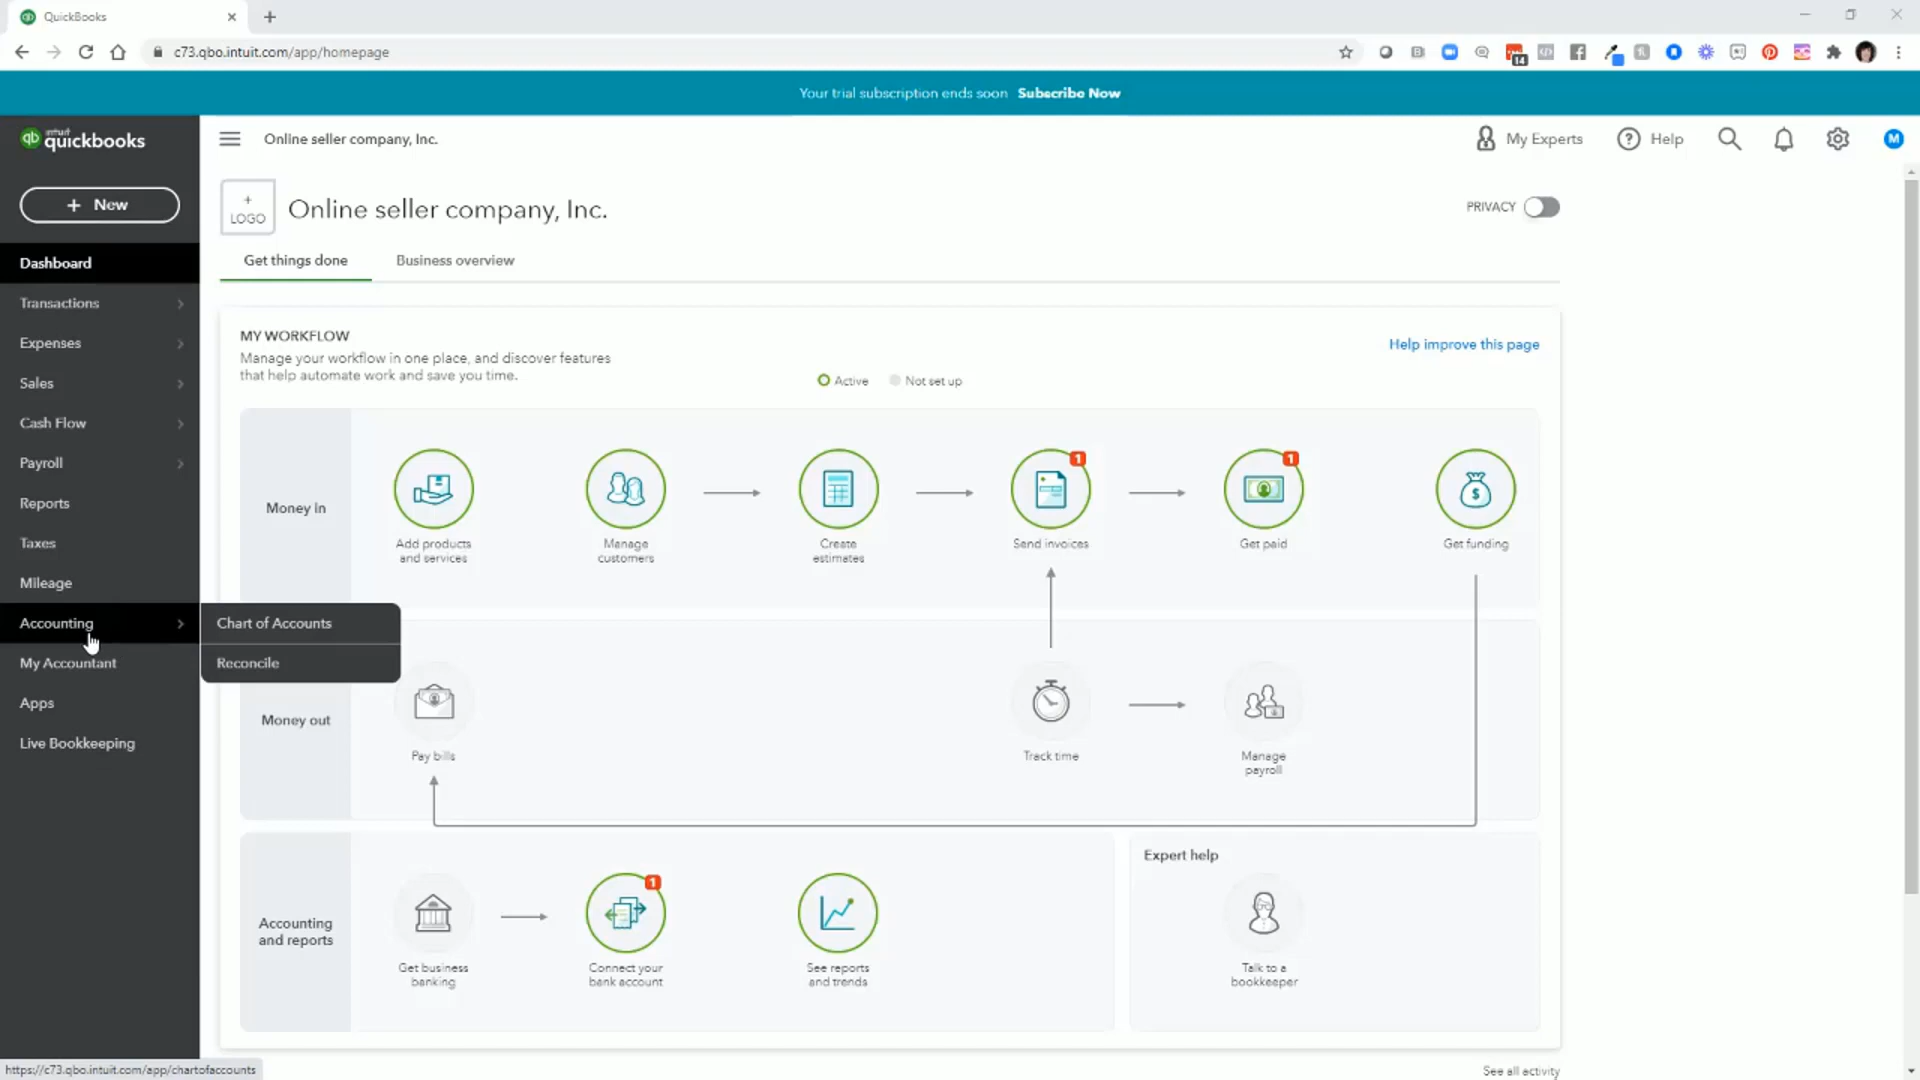 QuickBooks
c73.qbo.intuit.com/app/homepage
14
Your trial subscription ends soon Subscribe Now
qb intuit quickbooks
Online seller company, Inc.
My Experts
Help
M
+ New
+ LOGO
Online seller company, Inc.
PRIVACY
Get things done
Business overview
Dashboard
Transactions
Expenses
Sales
Cash Flow
Payroll
Reports
Taxes
Mileage
Accounting
Chart of Accounts
Reconcile
My Accountant
Apps
Live Bookkeeping
MY WORKFLOW
Manage your workflow in one place, and discover features
that help automate work and save you time.
Help improve this page
Active
Not set up
Money in
Add products
and services
Manage
customers
Create
estimates
1
Send invoices
1
Get paid
Get funding
Money out
Pay bills
Track time
Manage
payroll
Accounting
and reports
Get business
banking
1
Connect your
bank account
See reports
and trends
Expert help
Talk to a
bookkeeper
https://c73.qbo.intuit.com/app/chartofaccounts
See all activity